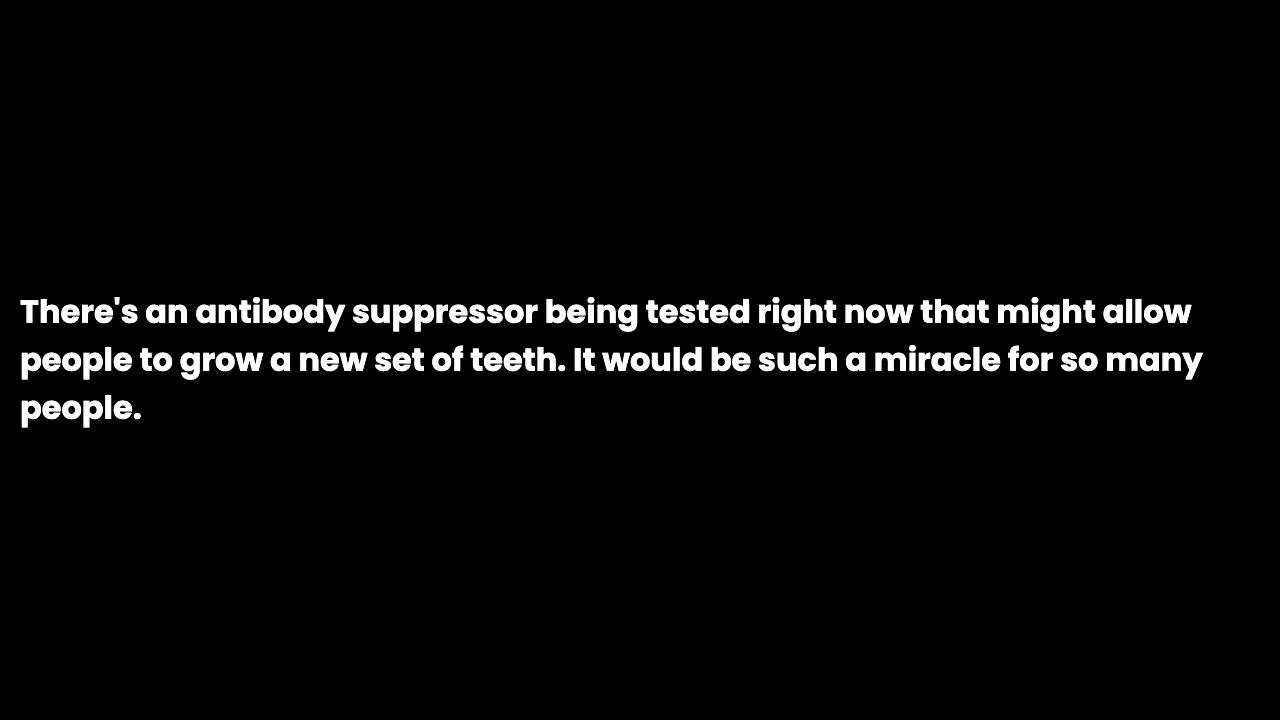 There's an antibody suppressor being tested right now that might allow
people to grow a new set of teeth. It would be such a miracle for so many
people.